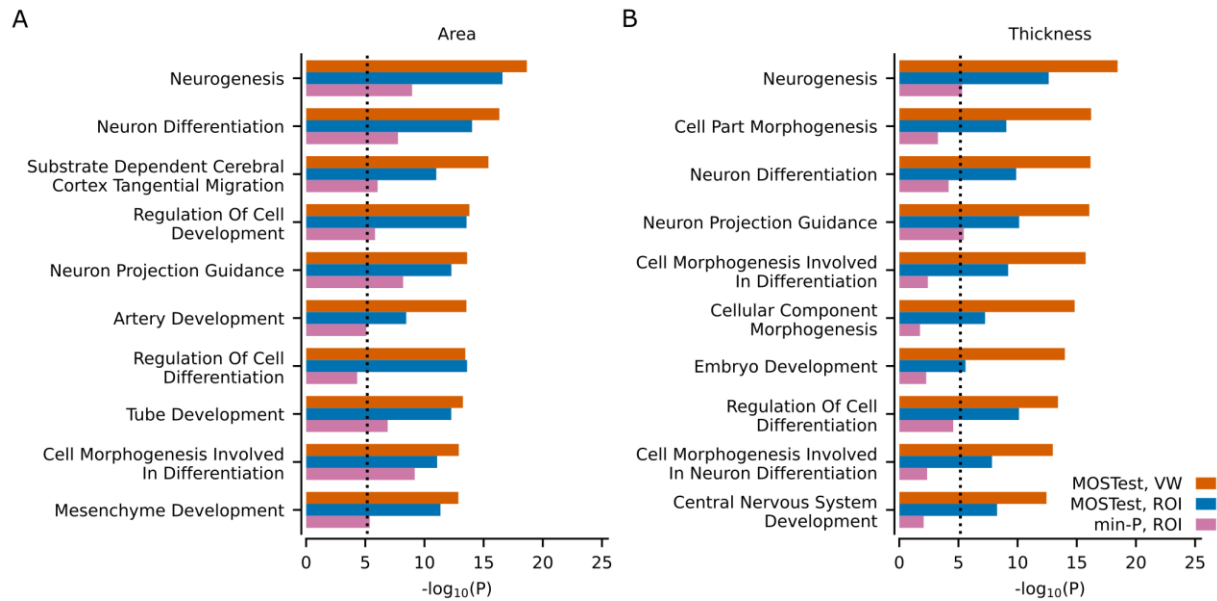 A
Area
Neurogenesis
Neuron Differentiation
Substrate Dependent Cerebral
Cortex Tangential Migration
Regulation Of Cell
Development
Neuron Projection Guidance
Artery Development
Regulation Of Cell
Differentiation
Tube Development
Cell Morphogenesis Involved
In Differentiation
Mesenchyme Development
0 5 10 15 20 25
-log₁₀(P)
B
Thickness
Neurogenesis
Cell Part Morphogenesis
Neuron Differentiation
Neuron Projection Guidance
Cell Morphogenesis Involved
In Differentiation
Cellular Component
Morphogenesis
Embryo Development
Regulation Of Cell
Differentiation
Cell Morphogenesis Involved
In Neuron Differentiation
Central Nervous System
Development
MOSTest, VW
MOSTest, ROI
min-P, ROI
0 5 10 15 20 25
-log₁₀(P)